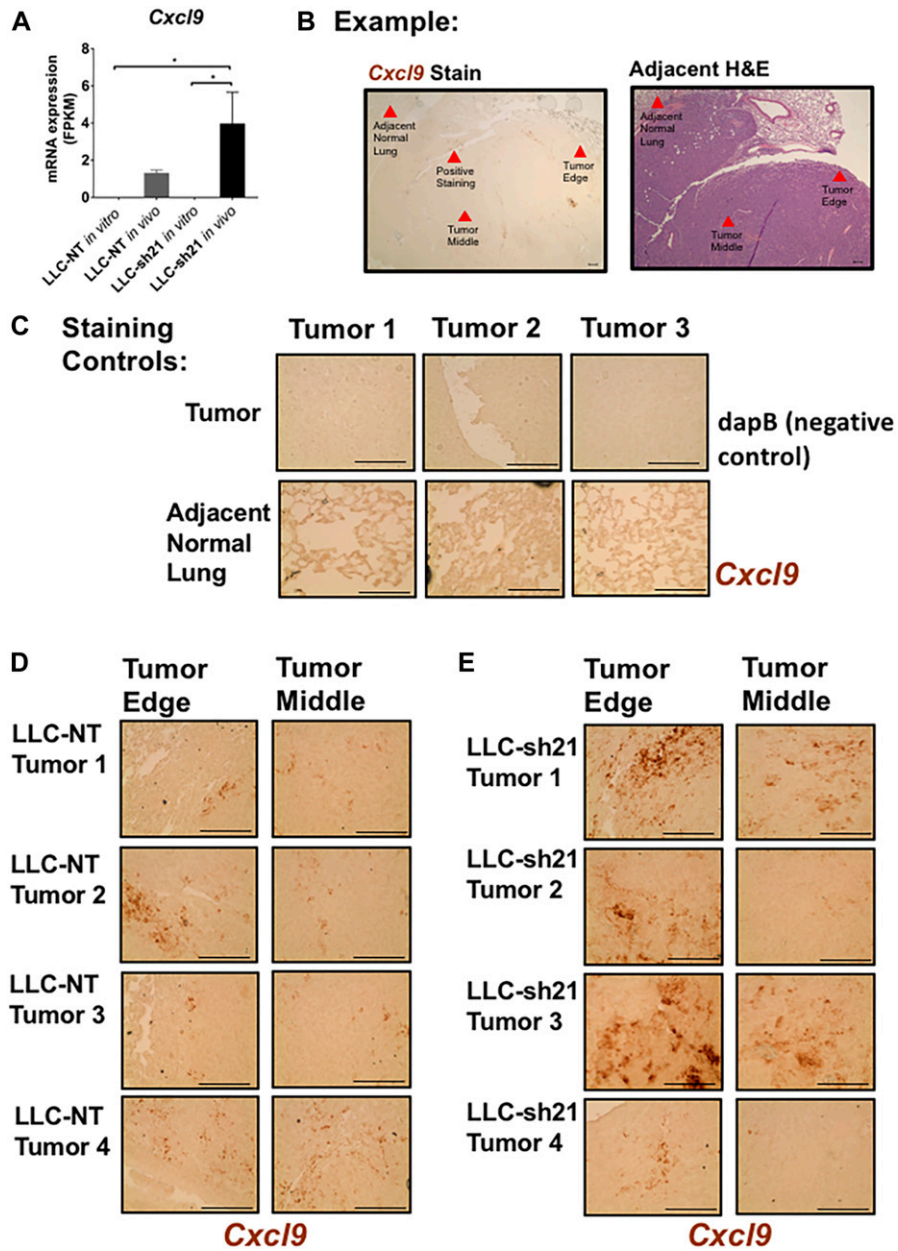 A
Cxcl9
mRNA expression
(FPKM)
8
6
4
2
0
*
*
LLC-NT in vitro
LLC-NT in vivo
LLC-sh21 in vitro
LLC-sh21 in vivo
B Example:
Cxcl9 Stain
Adjacent
Normal
Lung
Positive
Staining
Tumor
Edge
Tumor
Middle
Adjacent H&E
Adjacent
Normal
Lung
Tumor
Edge
Tumor
Middle
C Staining
Controls:
Tumor 1 Tumor 2 Tumor 3
Tumor
dapB (negative
control)
Adjacent
Normal
Lung
Cxcl9
D
Tumor
Edge
Tumor
Middle
LLC-NT
Tumor 1
LLC-NT
Tumor 2
LLC-NT
Tumor 3
LLC-NT
Tumor 4
Cxcl9
E
Tumor
Edge
Tumor
Middle
LLC-sh21
Tumor 1
LLC-sh21
Tumor 2
LLC-sh21
Tumor 3
LLC-sh21
Tumor 4
Cxcl9